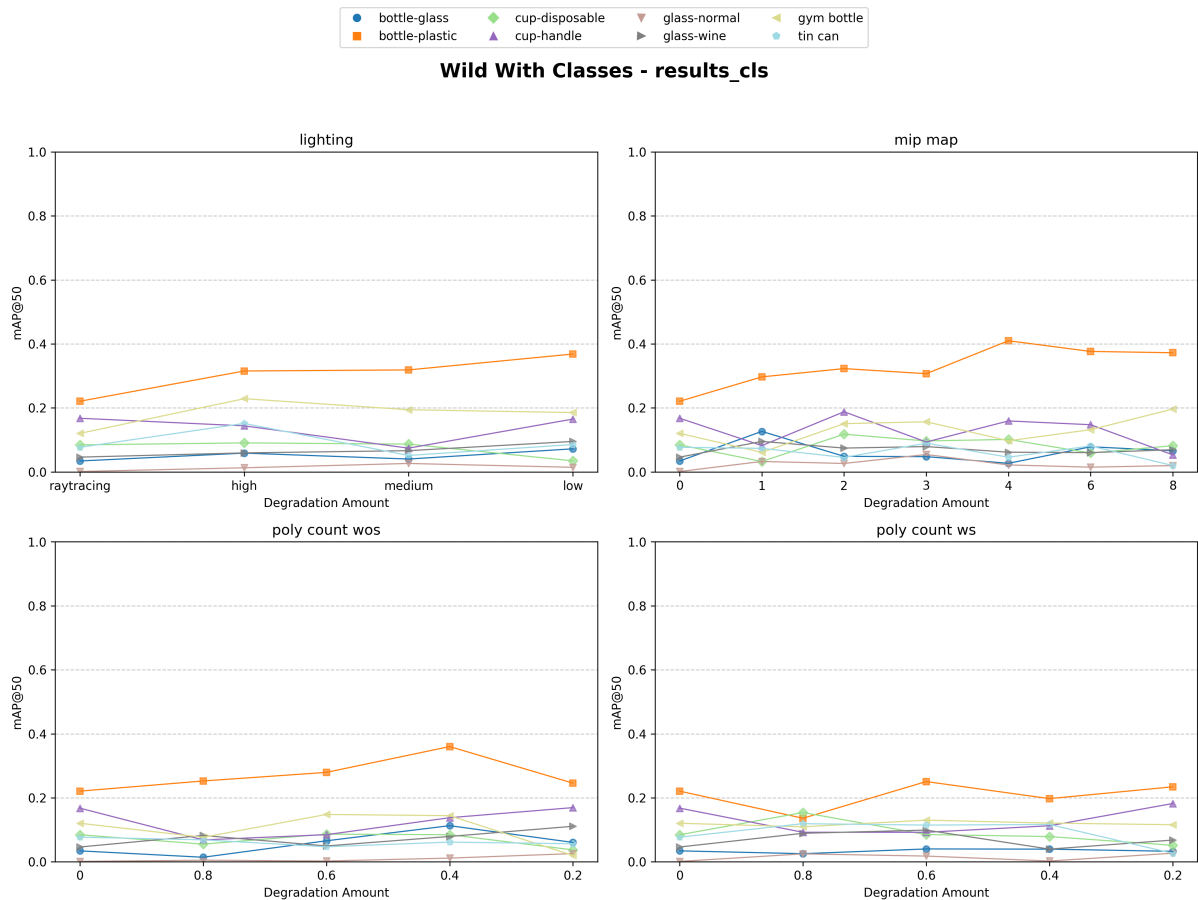 bottle-glass cup-disposable glass-normal gym bottle
bottle-plastic cup-handle glass-wine tin can
Wild With Classes - results_cls
lighting
1.0
0.8
0.6
0.4
0.2
0.0
mAP@50
raytracing high medium low
Degradation Amount
mip map
1.0
0.8
0.6
0.4
0.2
0.0
mAP@50
0 1 2 3 4 6 8
Degradation Amount
poly count wos
1.0
0.8
0.6
0.4
0.2
0.0
mAP@50
0 0.8 0.6 0.4 0.2
Degradation Amount
poly count ws
1.0
0.8
0.6
0.4
0.2
0.0
mAP@50
0 0.8 0.6 0.4 0.2
Degradation Amount